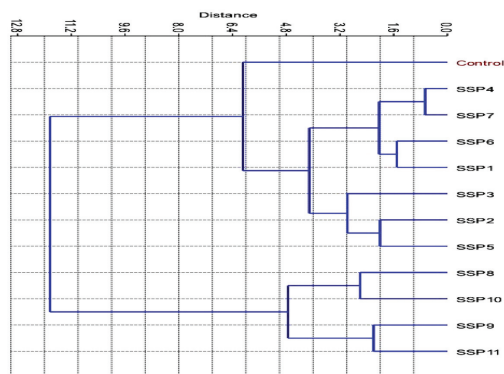 Distance
12.8 11.2 9.6 8.0 6.4 4.8 3.2 1.6 0.0
Control
SSP4
SSP7
SSP6
SSP1
SSP3
SSP2
SSP5
SSP8
SSP10
SSP9
SSP11